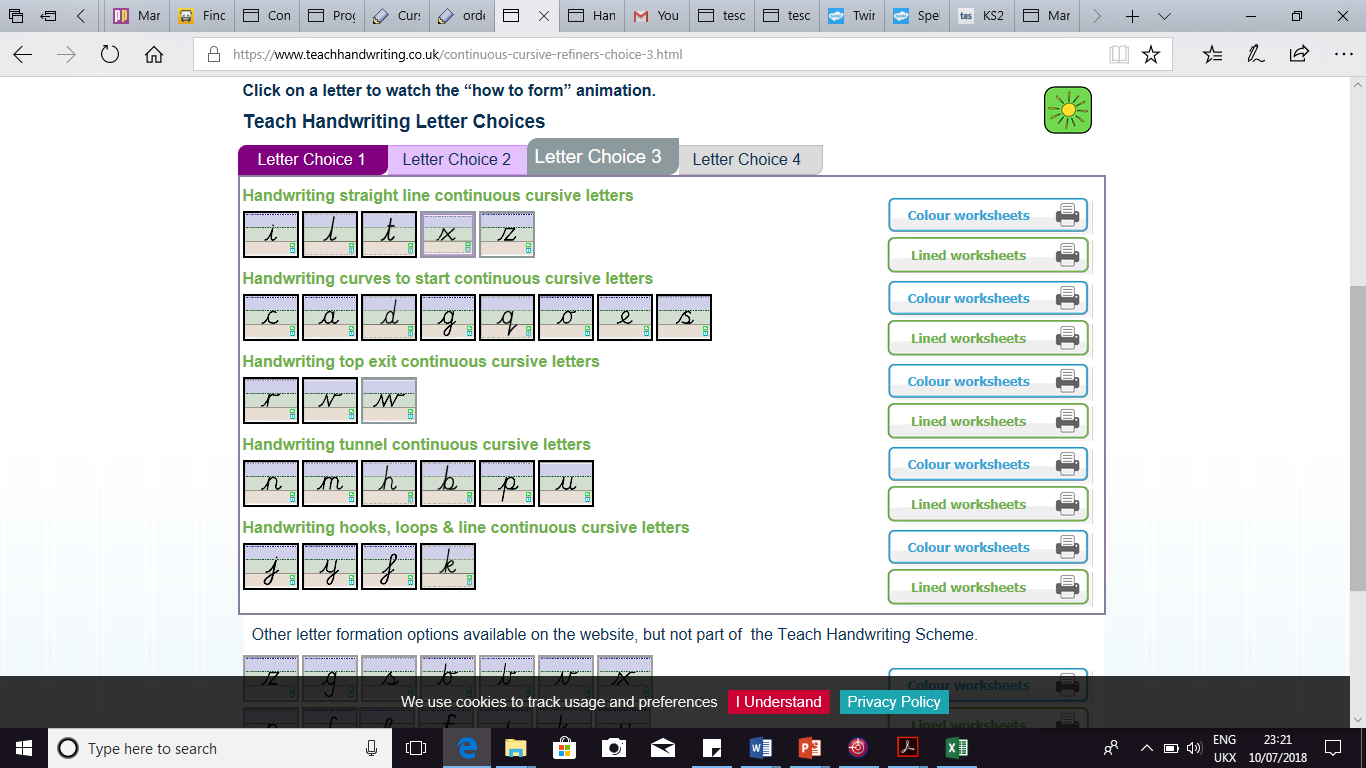 Mar
Finc
Con
Prog
Curs
orde
Han
You
tesc
tesc
Twin
Spel
tes KS2
Mar
https://www.teachhandwriting.co.uk/continuous-cursive-refiners-choice-3.html
Click on a letter to watch the “how to form” animation.
Teach Handwriting Letter Choices
Letter Choice 1 Letter Choice 2 Letter Choice 3 Letter Choice 4
Handwriting straight line continuous cursive letters
i l t x z
Colour worksheets
Lined worksheets
Handwriting curves to start continuous cursive letters
c a d g q o e s
Colour worksheets
Lined worksheets
Handwriting top exit continuous cursive letters
r v w
Colour worksheets
Lined worksheets
Handwriting tunnel continuous cursive letters
n m h b p u
Colour worksheets
Lined worksheets
Handwriting hooks, loops & line continuous cursive letters
j y f k
Colour worksheets
Lined worksheets
Other letter formation options available on the website, but not part of the Teach Handwriting Scheme.
z g s b b v x
Colour worksheets
We use cookies to track usage and preferences I Understand Privacy Policy
Lined worksheets
Type here to search
ENG 23:21
UKX 10/07/2018